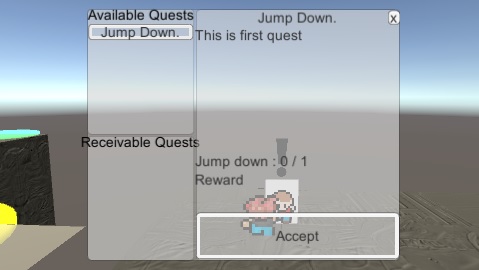 Available Quests
Jump Down.
Receivable Quests
Jump Down.
x
This is first quest
Jump down : 0 / 1
Reward
Accept